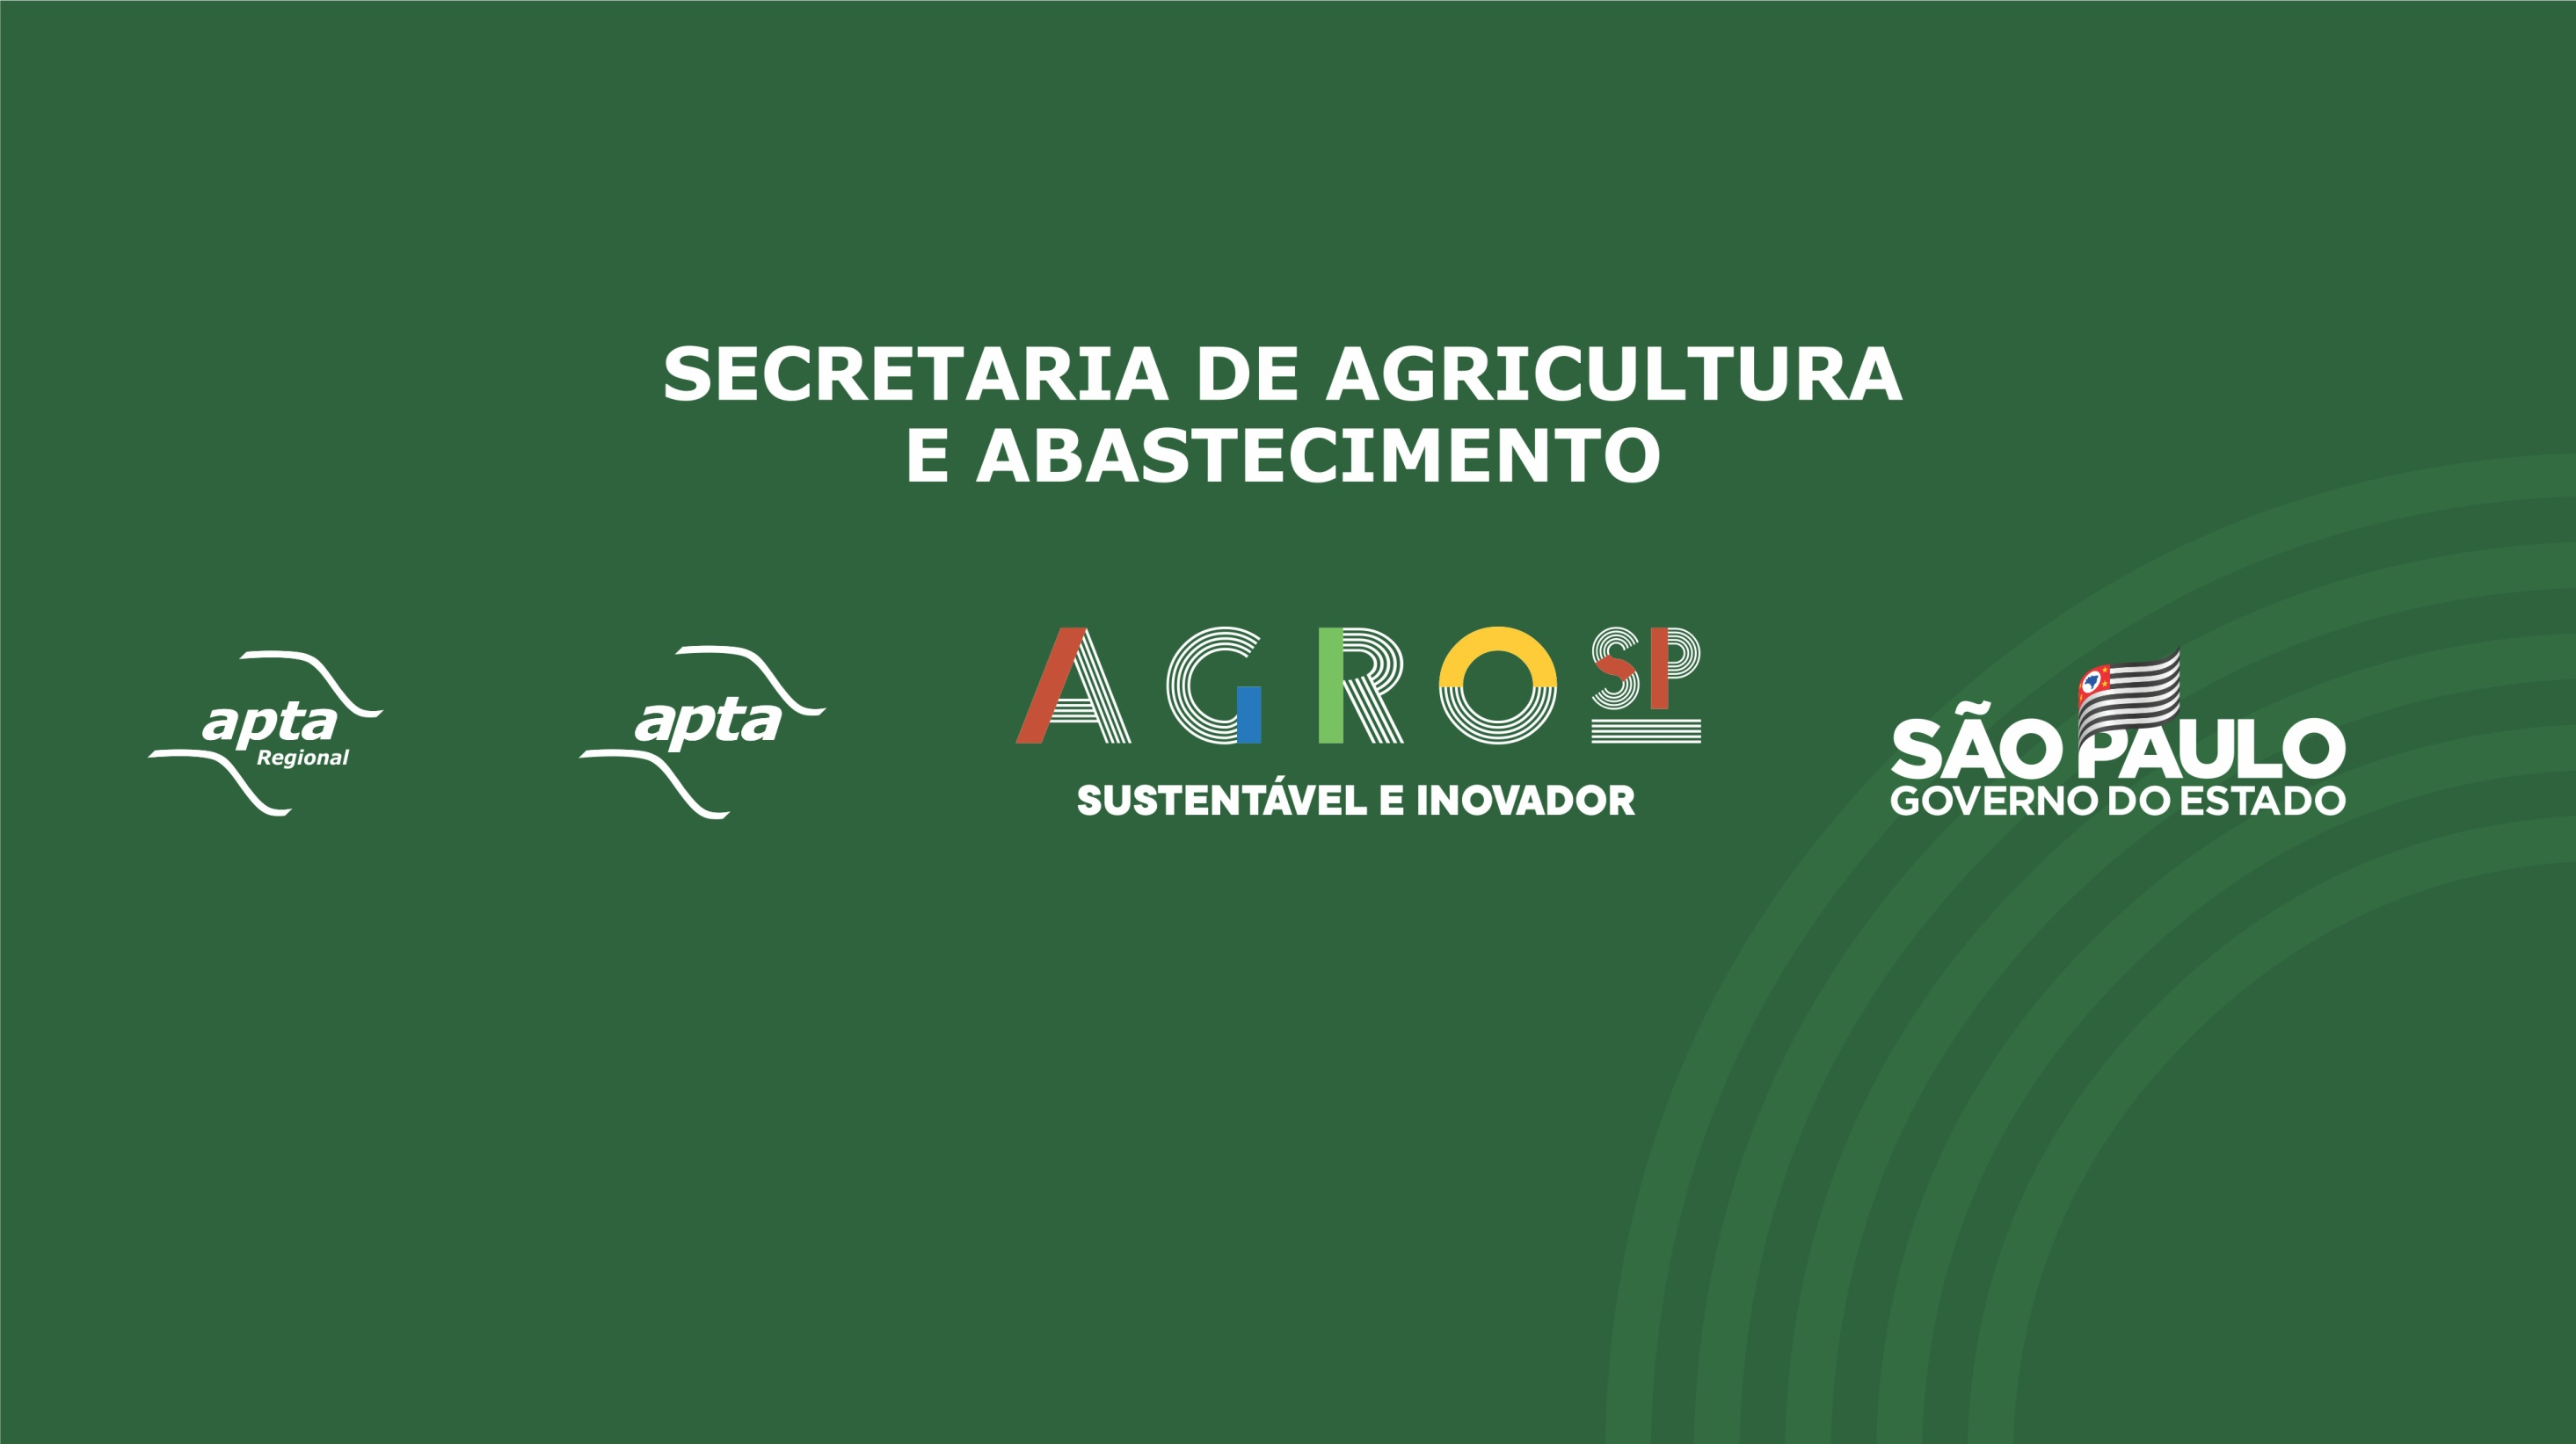 SECRETARIA DE AGRICULTURA
E ABASTECIMENTO
apta
Regional
apta
AGRO SP
SUSTENTÁVEL E INOVADOR
SÃO PAULO
GOVERNO DO ESTADO